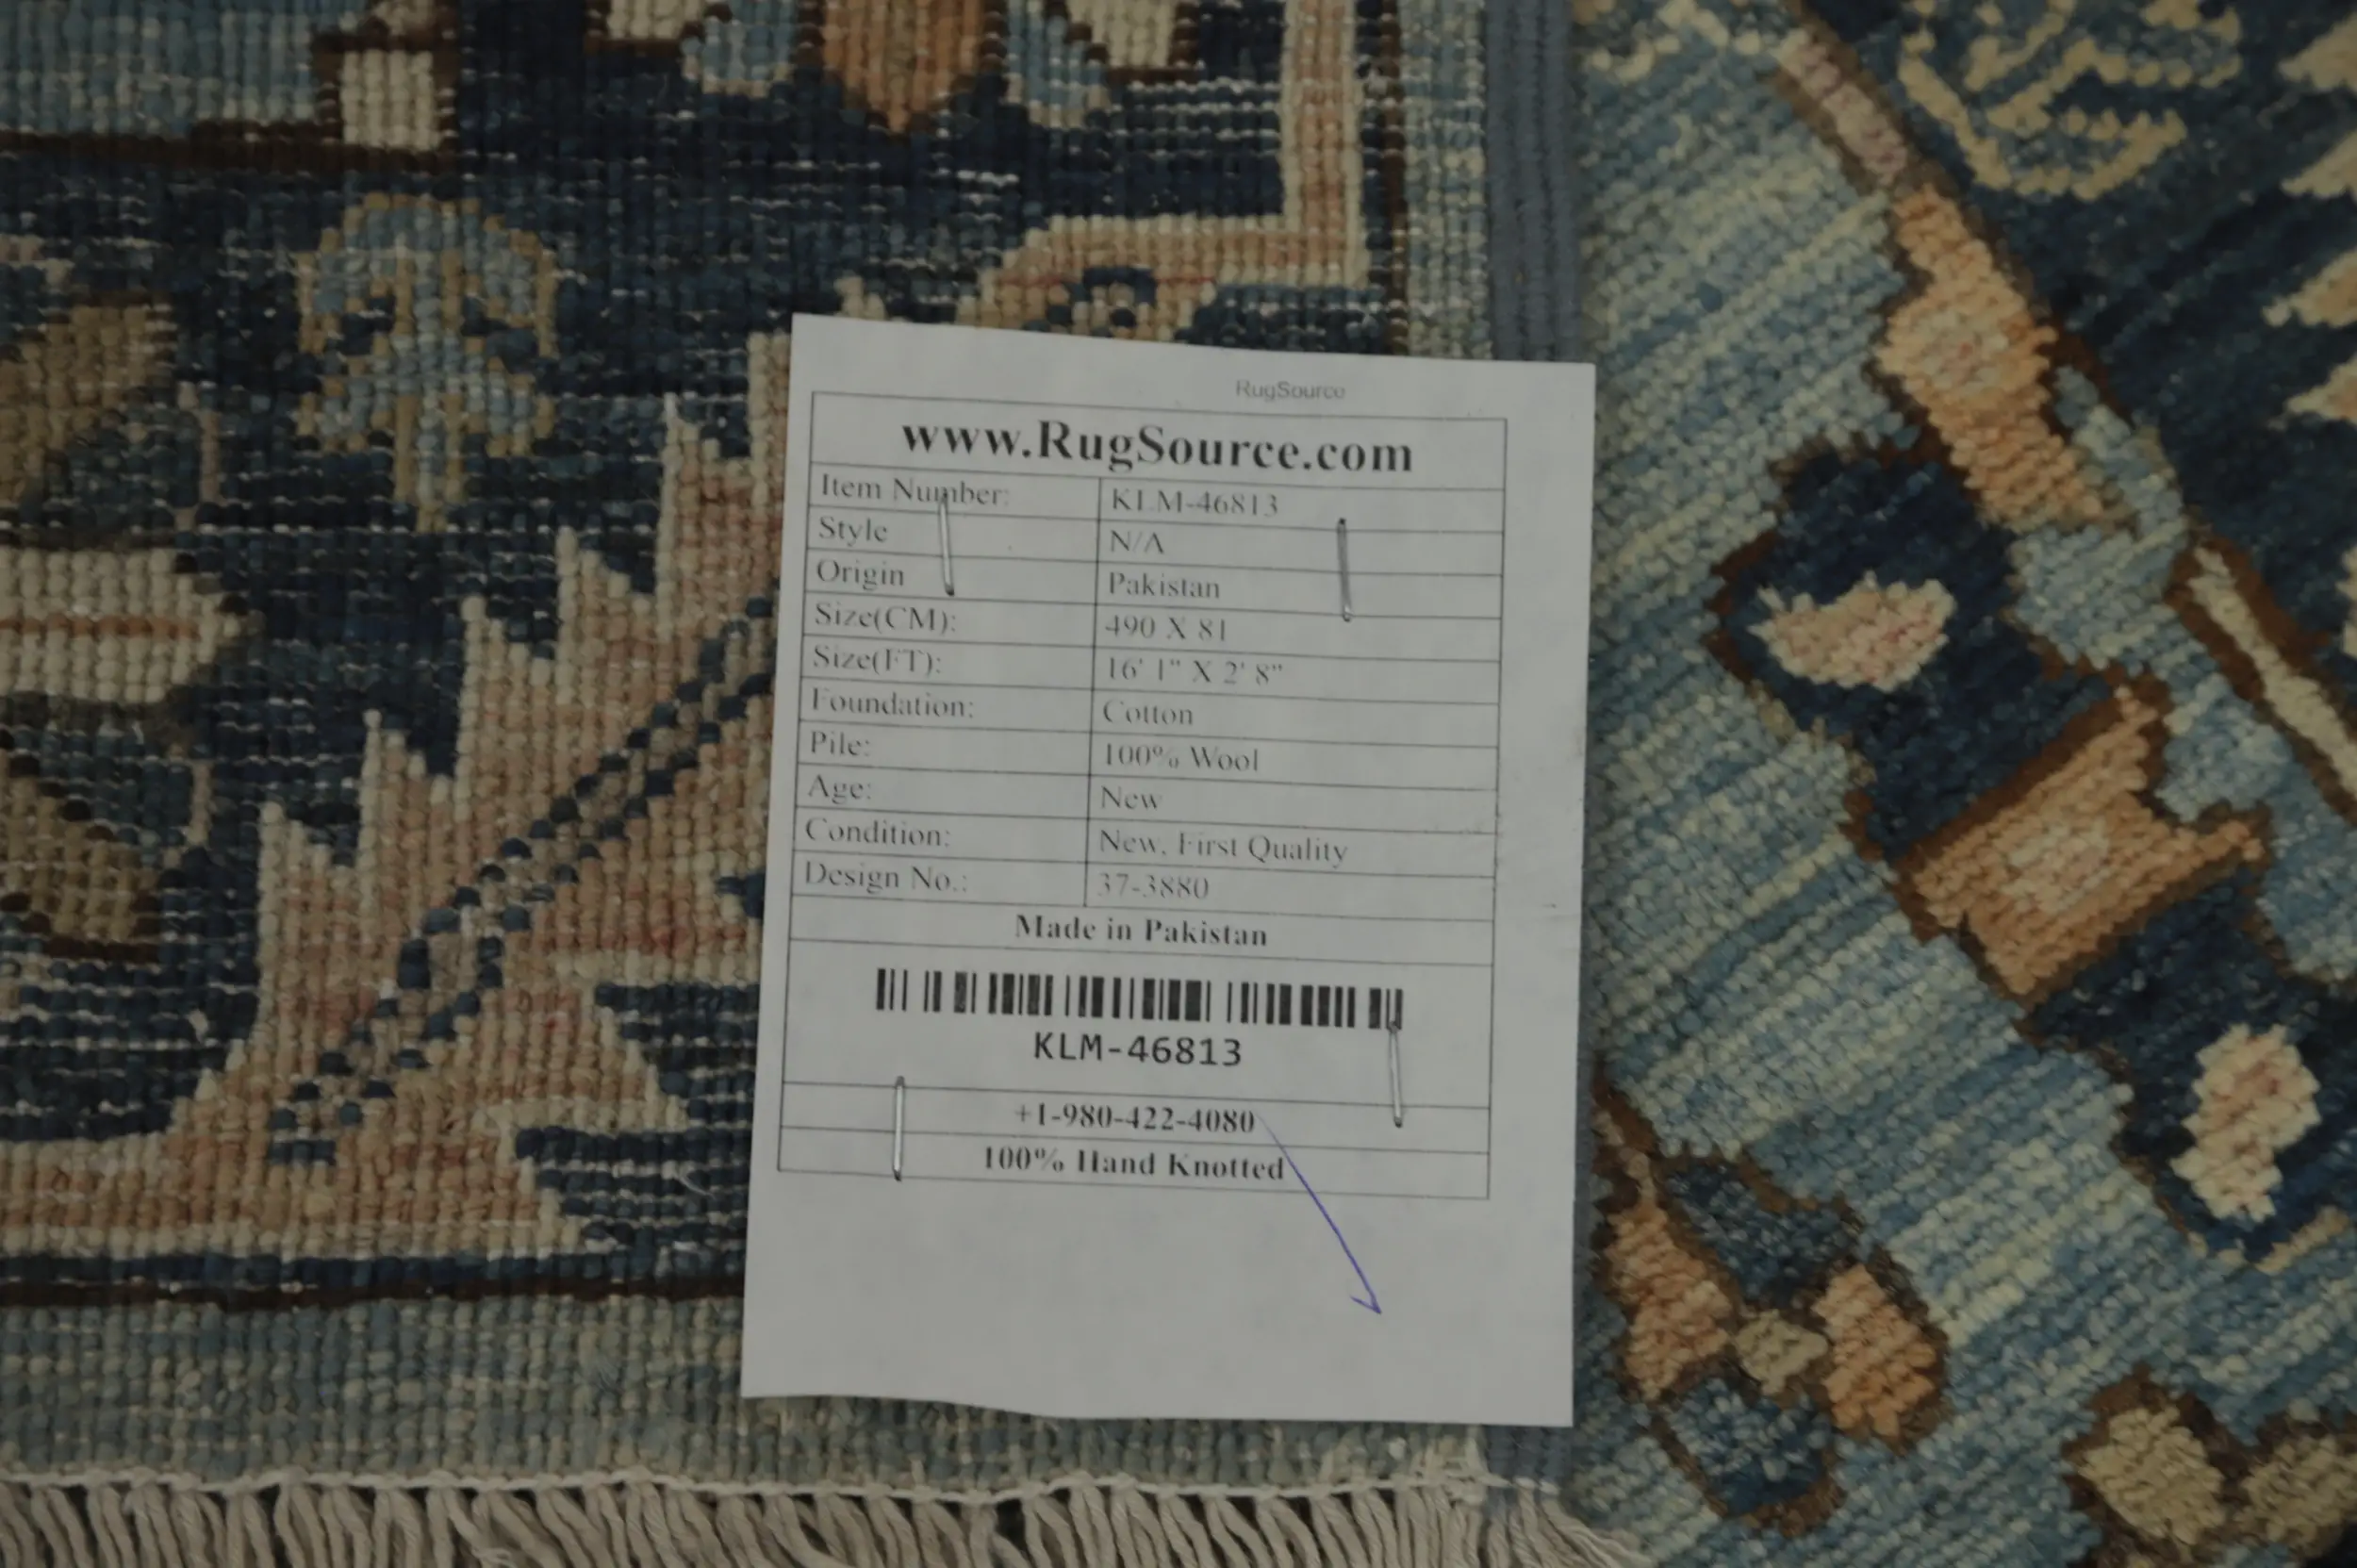 RugSource
www.RugSource.com
Item Number: KLM-46813
Style N/A
Origin Pakistan
Size(CM): 490 X 81
Size(FT): 16' 1" X 2' 8"
Foundation: Cotton
Pile: 100% Wool
Age: New
Condition: New, First Quality
Design No.: 37-3880
Made in Pakistan
KLM-46813
+1-980-422-4080
100% Hand Knotted